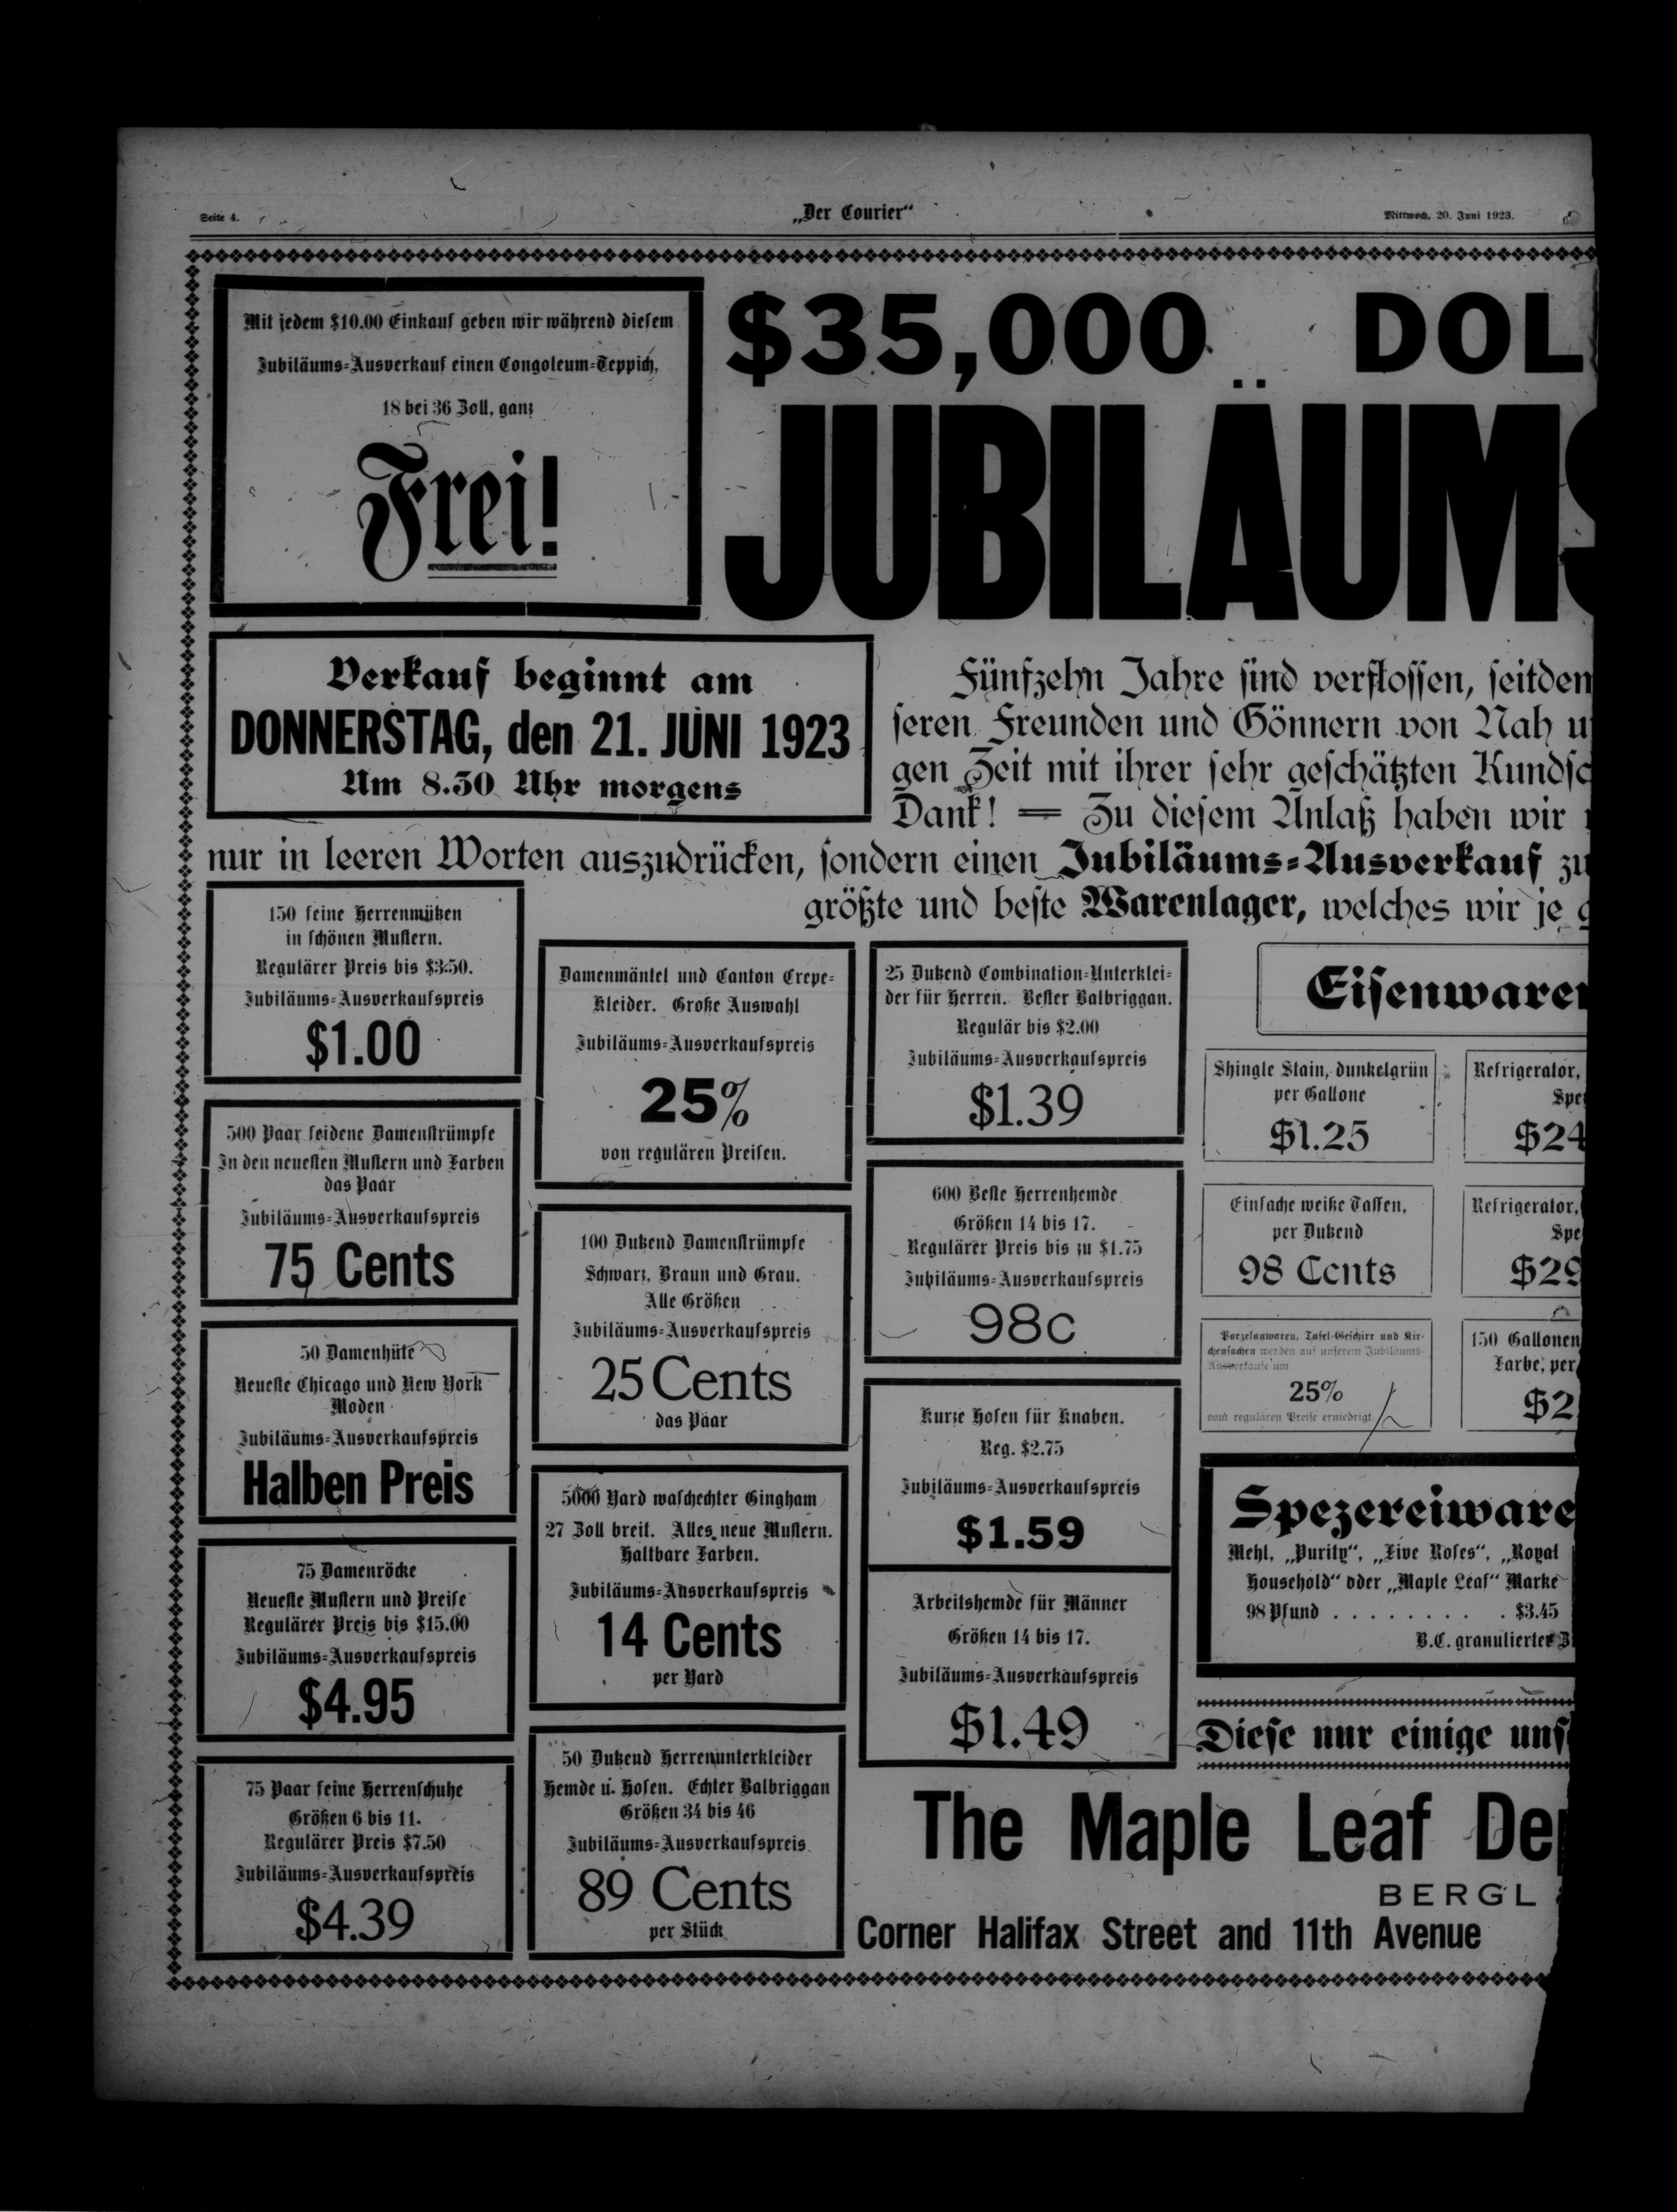 Seite 4.
„Der Courier“
Mittwoch, 20. Juni 1923.
Mit jedem $10.00 Einkauf geben wir während diesem
Jubiläums-Ausverkauf einen Congoleum-Teppich,
18 bei 36 Zoll, ganz
Frei!
$35,000 DOL
JUBILÄUMS
Verkauf beginnt am
DONNERSTAG, den 21. JUNI 1923
Um 8.30 Uhr morgens
Fünfzehn Jahre sind verflossen, seitdem
seren Freunden und Gönnern von Nah u
gen Zeit mit ihrer sehr geschätzten Kundsc
Dank! — Zu diesem Anlaß haben wir
nur in leeren Worten auszudrücken, sondern einen Jubiläums-Ausverkauf zu
größte und beste Warenlager, welches wir je g
150 feine Herrenmützen
in schönen Mustern.
Regulärer Preis bis $3.50.
Jubiläums-Ausverkaufspreis
$1.00
500 Paar seidene Damenstrümpfe
In den neuesten Mustern und Farben
das Paar
Jubiläums-Ausverkaufspreis
75 Cents
50 Damenhüte
Neueste Chicago und New York
Moden
Jubiläums-Ausverkaufspreis
Halben Preis
75 Damenröcke
Neueste Mustern und Preise
Regulärer Preis bis $15.00
Jubiläums-Ausverkaufspreis
$4.95
75 Paar feine Herrenschuhe
Größen 6 bis 11.
Regulärer Preis $7.50
Jubiläums-Ausverkaufspreis
$4.39
Damenmäntel und Canton Crepe-
Kleider. Große Auswahl
Jubiläums-Ausverkaufspreis
25%
von regulären Preisen.
100 Dutzend Damenstrümpfe
Schwarz, Braun und Grau.
Alle Größen
Jubiläums-Ausverkaufspreis
25 Cents
das Paar
5000 Yard waschechter Gingham
27 Zoll breit. Alles neue Mustern.
Haltbare Farben.
Jubiläums-Ausverkaufspreis
14 Cents
per Yard
50 Dutzend Herrenunterkleider
Hemde u. Hosen. Echter Balbriggan
Größen 34 bis 46
Jubiläums-Ausverkaufspreis
89 Cents
per Stück
25 Dutzend Combination-Unterklei-
der für Herren. Bester Balbriggan.
Regulär bis $2.00
Jubiläums-Ausverkaufspreis
$1.39
600 Beste Herrenhemde
Größen 14 bis 17.
Regulärer Preis bis zu $1.75
Jubiläums-Ausverkaufspreis
98c
Kurze Hosen für Knaben.
Reg. $2.75
Jubiläums-Ausverkaufspreis
$1.59
Arbeitshemde für Männer
Größen 14 bis 17.
Jubiläums-Ausverkaufspreis
$1.49
Eisenwaren
Shingle Stain, dunkelgrün
per Gallone
$1.25
Refrigerator,
Spe
$24
Einfache weiße Tassen,
per Dutzend
98 Cents
Refrigerator,
Spe
$29
Porzelanwaren, Tafel-Geschirr und Kir-
chensachen werden auf unserem Jubiläums-
Ausverkaufe um
25%
vom regulären Preise erniedrigt.
150 Gallonen
Farbe, per
$2
Spezereiware
Mehl, „Purity“, „Five Roses“, „Royal
Household“ oder „Maple Leaf“ Marke
98 Pfund . . . . . . . . . $3.45
B.C. granulierter Z
Diese nur einige uns
The Maple Leaf Dep
BERGL
Corner Halifax Street and 11th Avenue